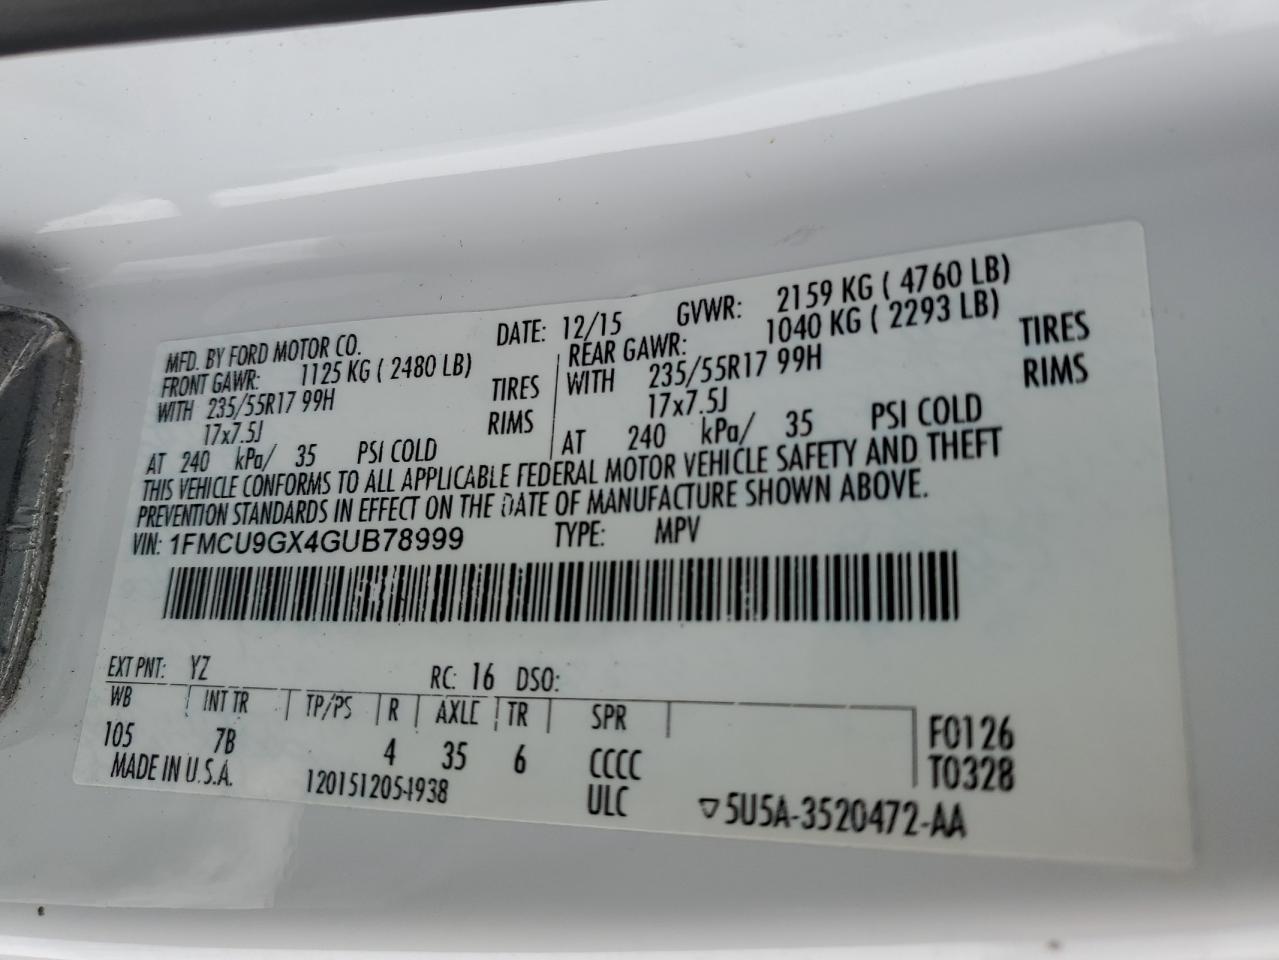 MFD. BY FORD MOTOR CO. DATE: 12/15 GVWR: 2159 KG ( 4760 LB)
FRONT GAWR: 1125 KG ( 2480 LB) REAR GAWR: 1040 KG ( 2293 LB)
WITH 235/55R17 99H TIRES WITH 235/55R17 99H TIRES
17x7.5J RIMS 17x7.5J RIMS
AT 240 kPa/ 35 PSI COLD AT 240 kPa/ 35 PSI COLD
THIS VEHICLE CONFORMS TO ALL APPLICABLE FEDERAL MOTOR VEHICLE SAFETY AND THEFT
PREVENTION STANDARDS IN EFFECT ON THE DATE OF MANUFACTURE SHOWN ABOVE.
VIN: 1FMCU9GX4GUB78999 TYPE: MPV
EXT PNT: YZ RC: 16 DSO:
WB INT TR TP/PS R AXLE TR SPR F0126
105 7B 4 35 6 CCCC T0328
MADE IN U.S.A. 1201512054938 ULC ▽5U5A-3520472-AA